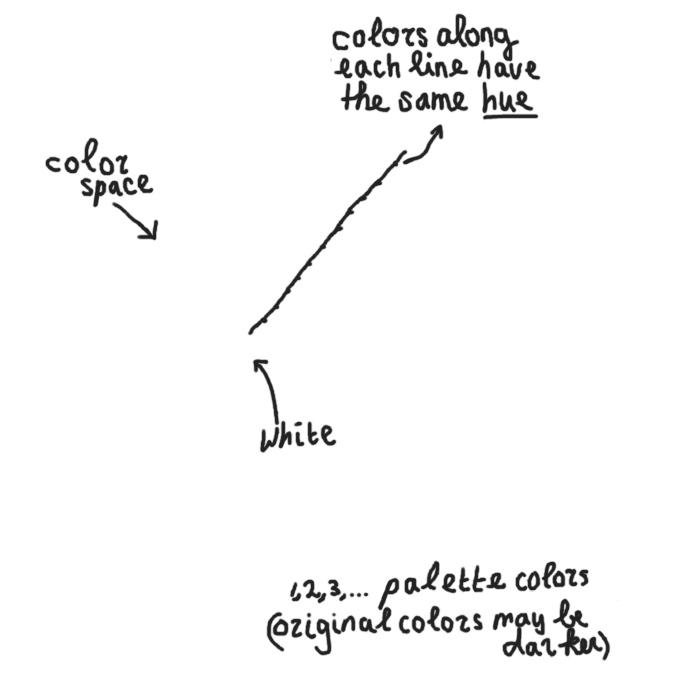 colors along
each line have
the same hue
color
space
white
1,2,3,... palette colors
(original colors may be
darker)